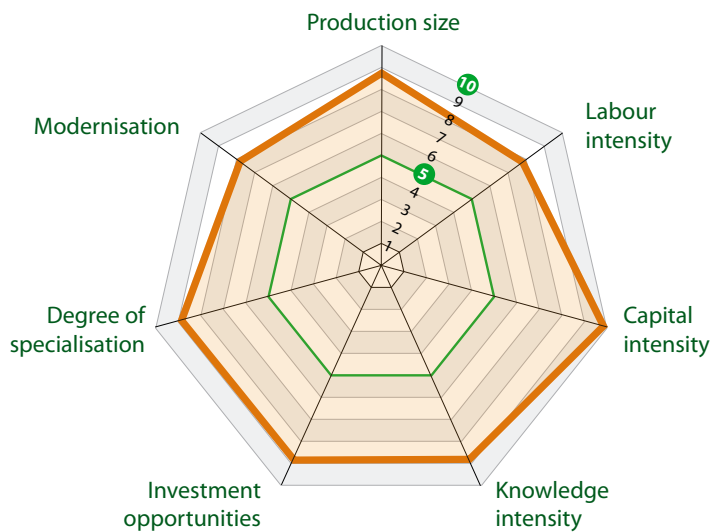 Production size
10
9
8
7
6
5
4
3
2
1
Modernisation
Labour
intensity
Degree of
specialisation
Capital
intensity
Investment
opportunities
Knowledge
intensity